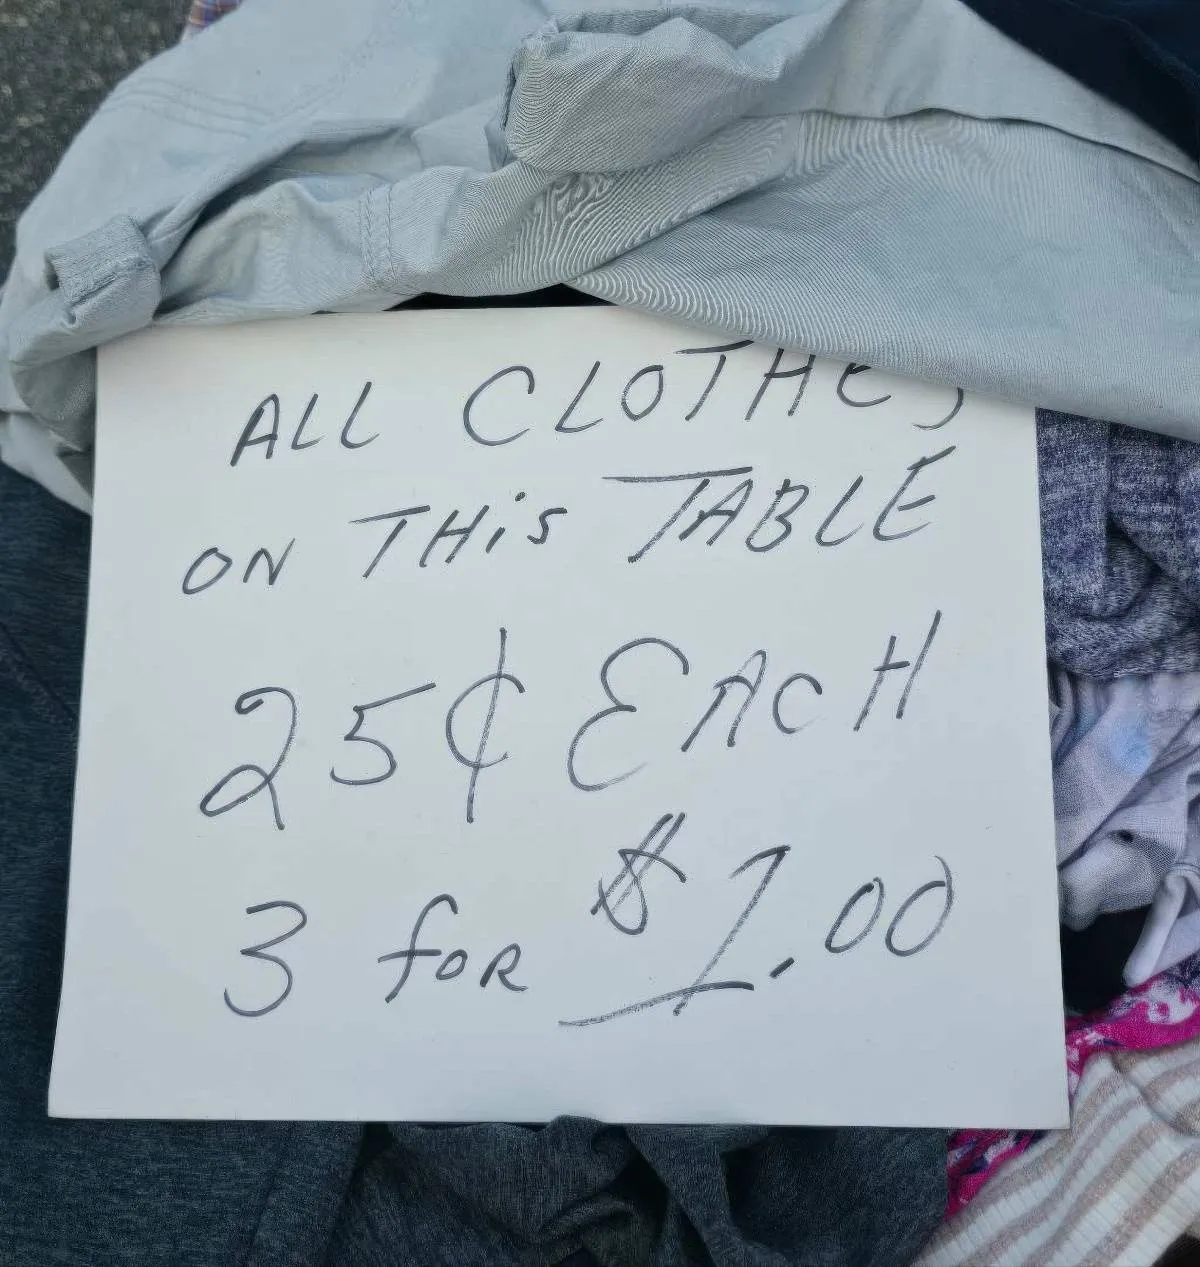 ALL CLOTHES
ON THiS TABLE
25¢ EACH
3 foR $1.00